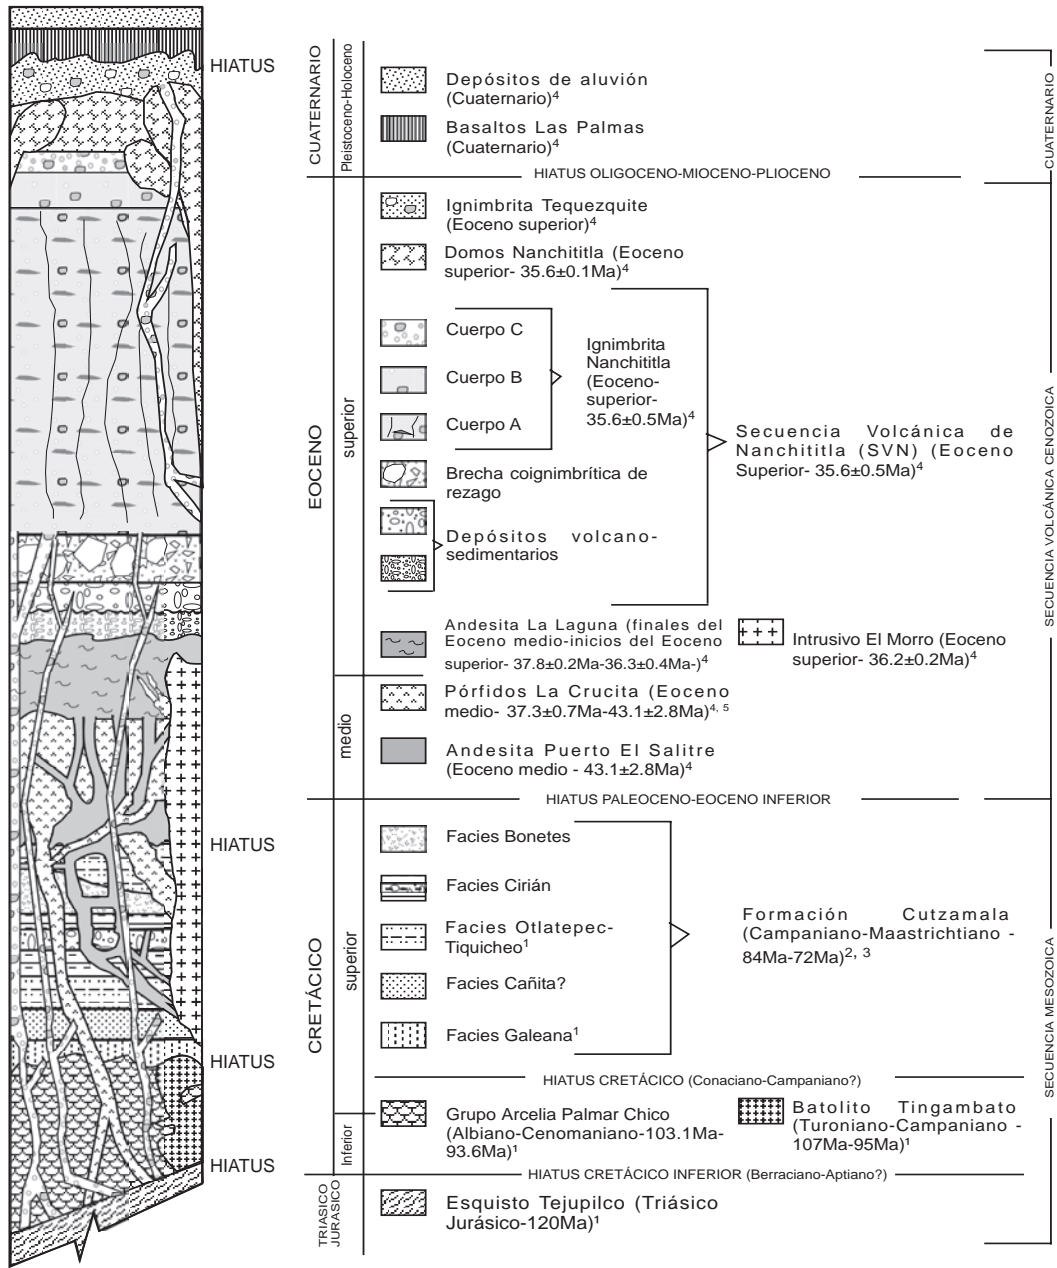 HIATUS
HIATUS
HIATUS
HIATUS
CUATERNARIO
Pleistoceno-Holoceno
Depósitos de aluvión
(Cuaternario)⁴
Basaltos Las Palmas
(Cuaternario)⁴
CUATERNARIO
HIATUS OLIGOCENO-MIOCENO-PLIOCENO
EOCENO
superior
Ignimbrita Tequezquite
(Eoceno superior)⁴
Domos Nanchititla (Eoceno
superior- 35.6±0.1Ma)⁴
Cuerpo C
Cuerpo B
Cuerpo A
Ignimbrita
Nanchititla
(Eoceno-
superior-
35.6±0.5Ma)⁴
Brecha coignimbrítica de
rezago
Depósitos volcano-
sedimentarios
Secuencia Volcánica de
Nanchititla (SVN) (Eoceno
Superior- 35.6±0.5Ma)⁴
Andesita La Laguna (finales del
Eoceno medio-inicios del Eoceno
superior- 37.8±0.2Ma-36.3±0.4Ma-)⁴
Intrusivo El Morro (Eoceno
superior- 36.2±0.2Ma)⁴
medio
Pórfidos La Crucita (Eoceno
medio- 37.3±0.7Ma-43.1±2.8Ma)⁴, ⁵
Andesita Puerto El Salitre
(Eoceno medio - 43.1±2.8Ma)⁴
SECUENCIA VOLCÁNICA CENOZOICA
HIATUS PALEOCENO-EOCENO INFERIOR
CRETÁCICO
superior
Facies Bonetes
Facies Cirián
Facies Otlatepec-
Tiquicheo¹
Facies Cañita?
Facies Galeana¹
Formación Cutzamala
(Campaniano-Maastrichtiano -
84Ma-72Ma)², ³
HIATUS CRETÁCICO (Conaciano-Campaniano?)
Inferior
Grupo Arcelia Palmar Chico
(Albiano-Cenomaniano-103.1Ma-
93.6Ma)¹
Batolito Tingambato
(Turoniano-Campaniano -
107Ma-95Ma)¹
HIATUS CRETÁCICO INFERIOR (Berraciano-Aptiano?)
TRIASICO
JURASICO
Esquisto Tejupilco (Triásico
Jurásico-120Ma)¹
SECUENCIA MESOZOICA